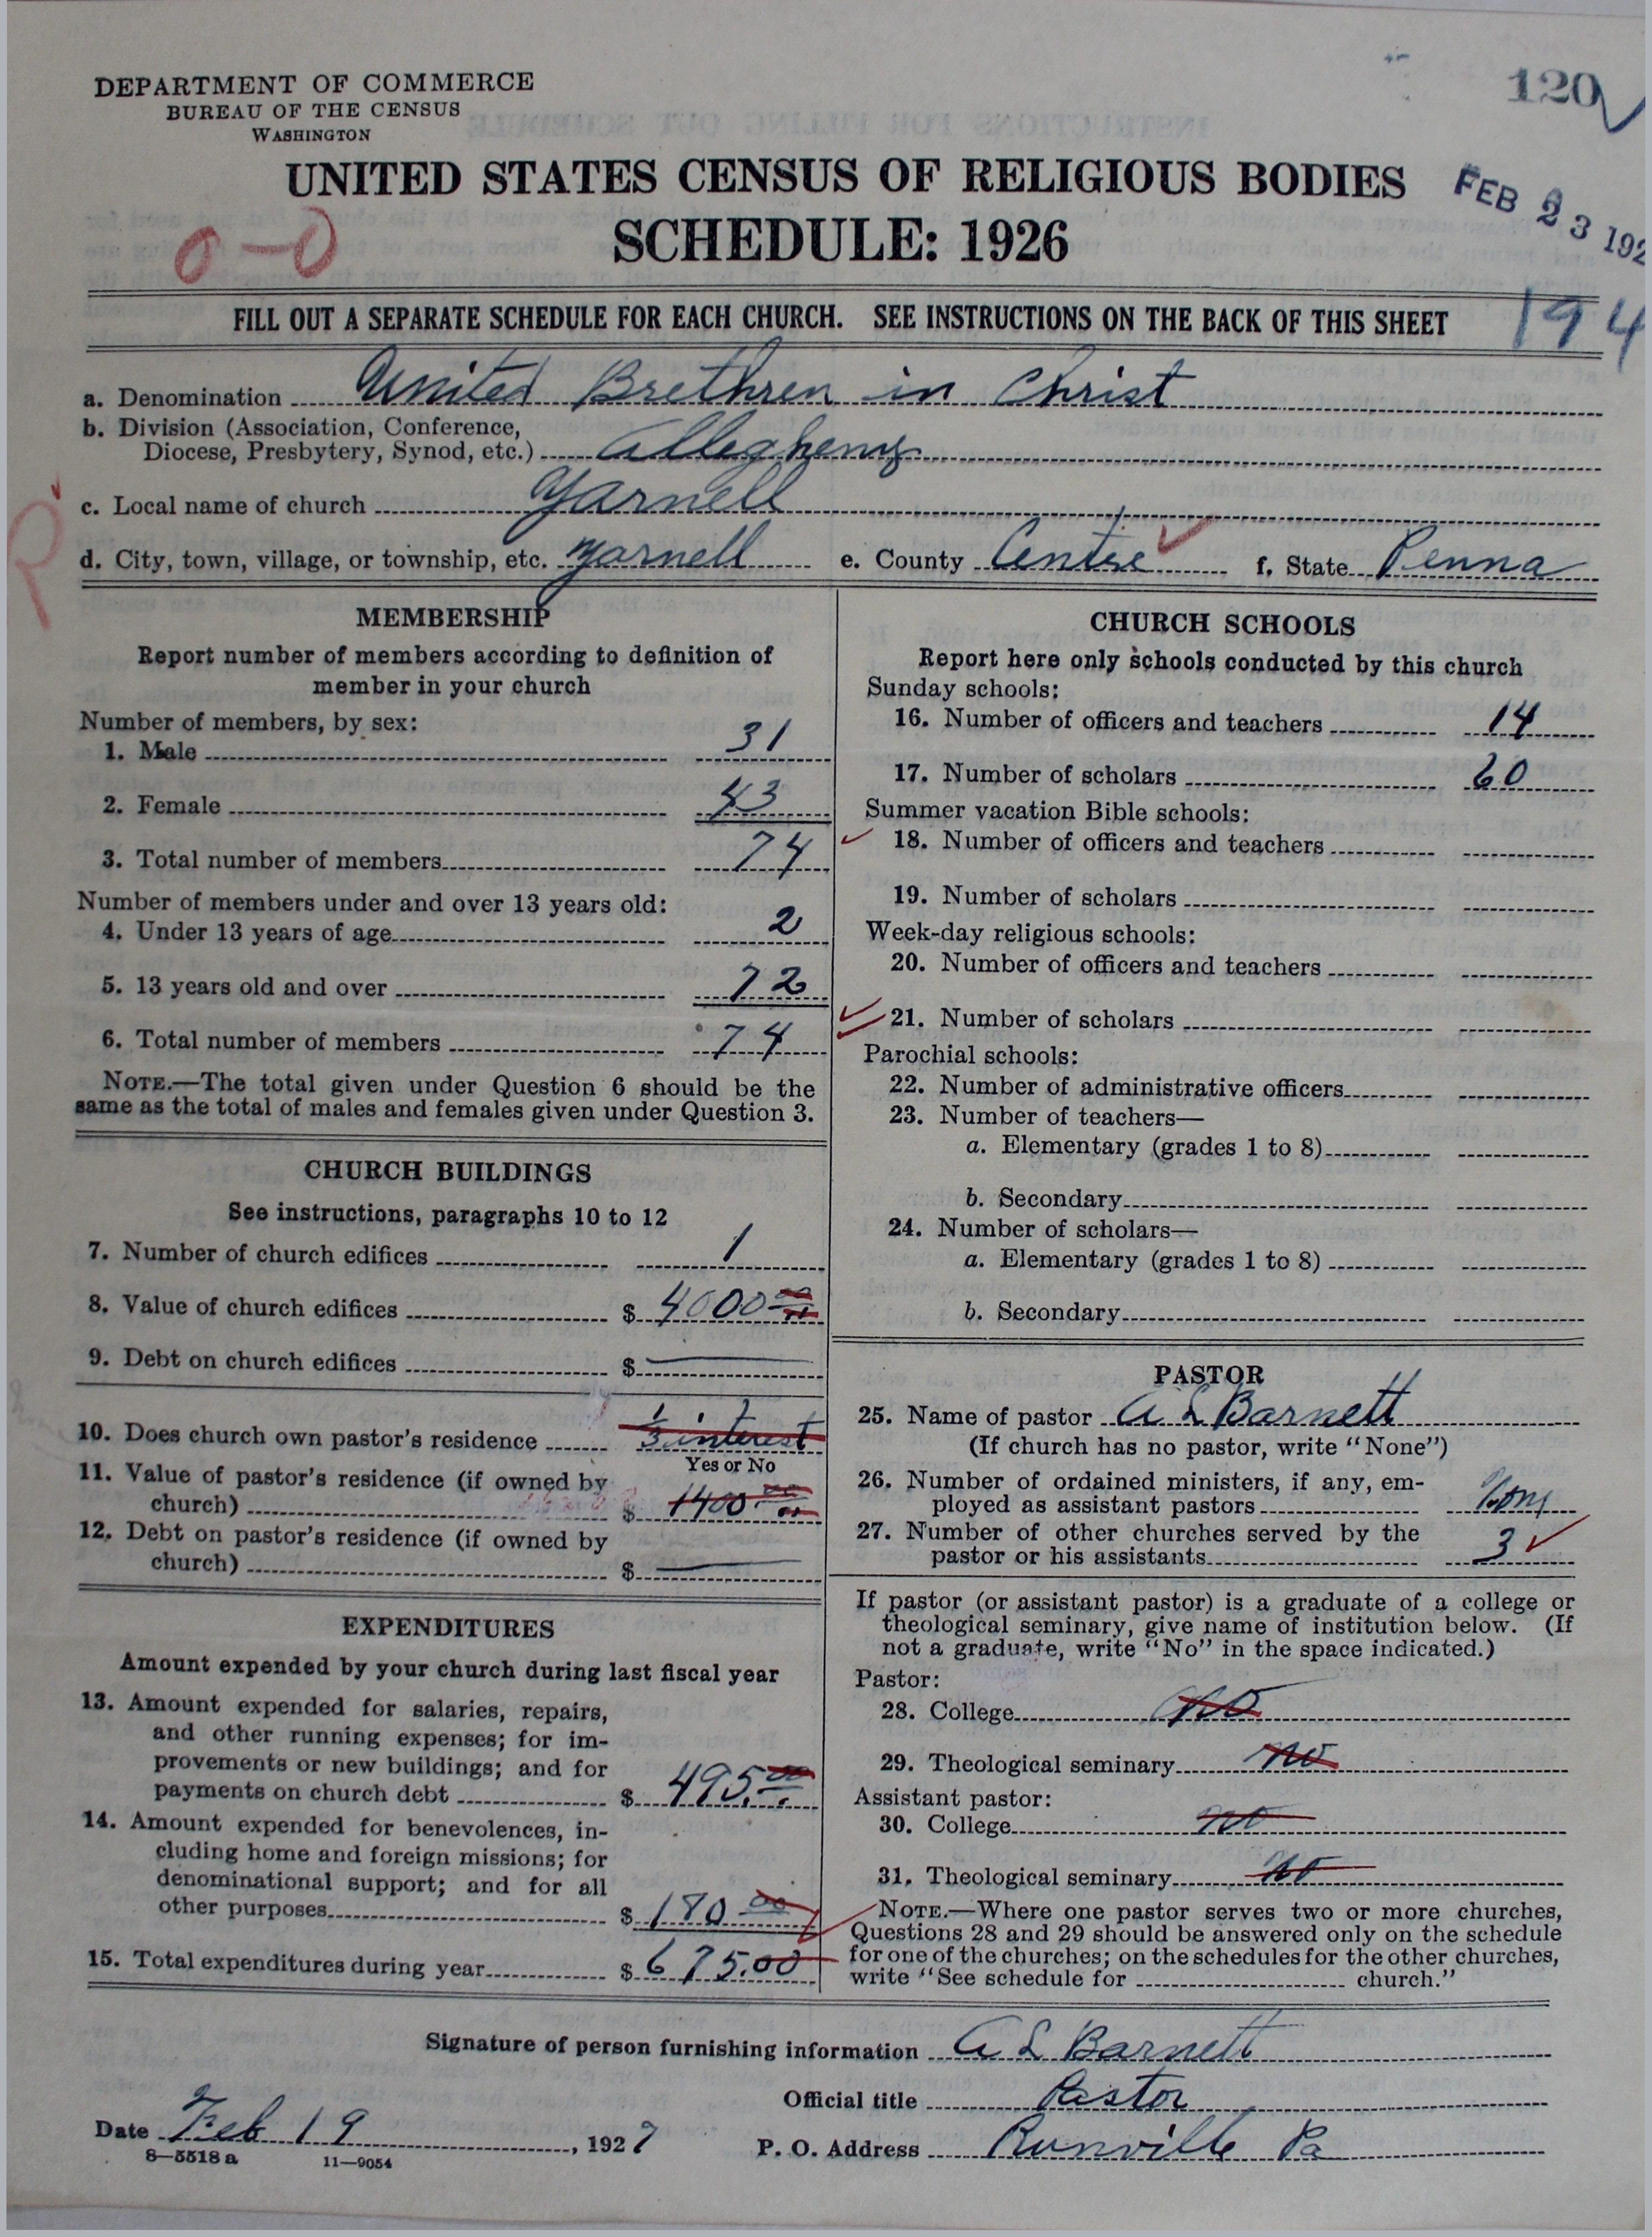 120
DEPARTMENT OF COMMERCE
BUREAU OF THE CENSUS
WASHINGTON
UNITED STATES CENSUS OF RELIGIOUS BODIES
SCHEDULE: 1926
FEB 23 192
0-0
FILL OUT A SEPARATE SCHEDULE FOR EACH CHURCH. SEE INSTRUCTIONS ON THE BACK OF THIS SHEET
194
a. Denomination United Brethren in Christ
b. Division (Association, Conference,
Diocese, Presbytery, Synod, etc.) Allegheny
R
c. Local name of church Yarnell
d. City, town, village, or township, etc. Yarnell e. County Centre f. State Penna
MEMBERSHIP
Report number of members according to definition of
member in your church
Number of members, by sex:
1. Male 31
2. Female 43
3. Total number of members 74
Number of members under and over 13 years old:
4. Under 13 years of age 2
5. 13 years old and over 72
6. Total number of members 74
NOTE.—The total given under Question 6 should be the
same as the total of males and females given under Question 3.
CHURCH BUILDINGS
See instructions, paragraphs 10 to 12
7. Number of church edifices 1
8. Value of church edifices $ 4000.00
9. Debt on church edifices $ —
10. Does church own pastor's residence 1/3 interest
Yes or No
11. Value of pastor's residence (if owned by
church) $ 1400.00
12. Debt on pastor's residence (if owned by
church) $ —
EXPENDITURES
Amount expended by your church during last fiscal year
13. Amount expended for salaries, repairs,
and other running expenses; for im-
provements or new buildings; and for
payments on church debt $ 495.00
14. Amount expended for benevolences, in-
cluding home and foreign missions; for
denominational support; and for all
other purposes $ 180.00
15. Total expenditures during year $ 675.00
CHURCH SCHOOLS
Report here only schools conducted by this church
Sunday schools:
16. Number of officers and teachers 14
17. Number of scholars 60
Summer vacation Bible schools:
18. Number of officers and teachers
19. Number of scholars
Week-day religious schools:
20. Number of officers and teachers
21. Number of scholars
Parochial schools:
22. Number of administrative officers
23. Number of teachers—
a. Elementary (grades 1 to 8)
b. Secondary
24. Number of scholars—
a. Elementary (grades 1 to 8)
b. Secondary
PASTOR
25. Name of pastor A L Barnett
(If church has no pastor, write "None")
26. Number of ordained ministers, if any, em-
ployed as assistant pastors None
27. Number of other churches served by the
pastor or his assistants 3
If pastor (or assistant pastor) is a graduate of a college or
theological seminary, give name of institution below. (If
not a graduate, write "No" in the space indicated.)
Pastor:
28. College no
29. Theological seminary no
Assistant pastor:
30. College no
31. Theological seminary no
NOTE.—Where one pastor serves two or more churches,
Questions 28 and 29 should be answered only on the schedule
for one of the churches; on the schedules for the other churches,
write "See schedule for church."
Signature of person furnishing information A L Barnett
Official title Pastor
Date Feb 19, 1927
P. O. Address Runville Pa
8—5518 a 11—9054